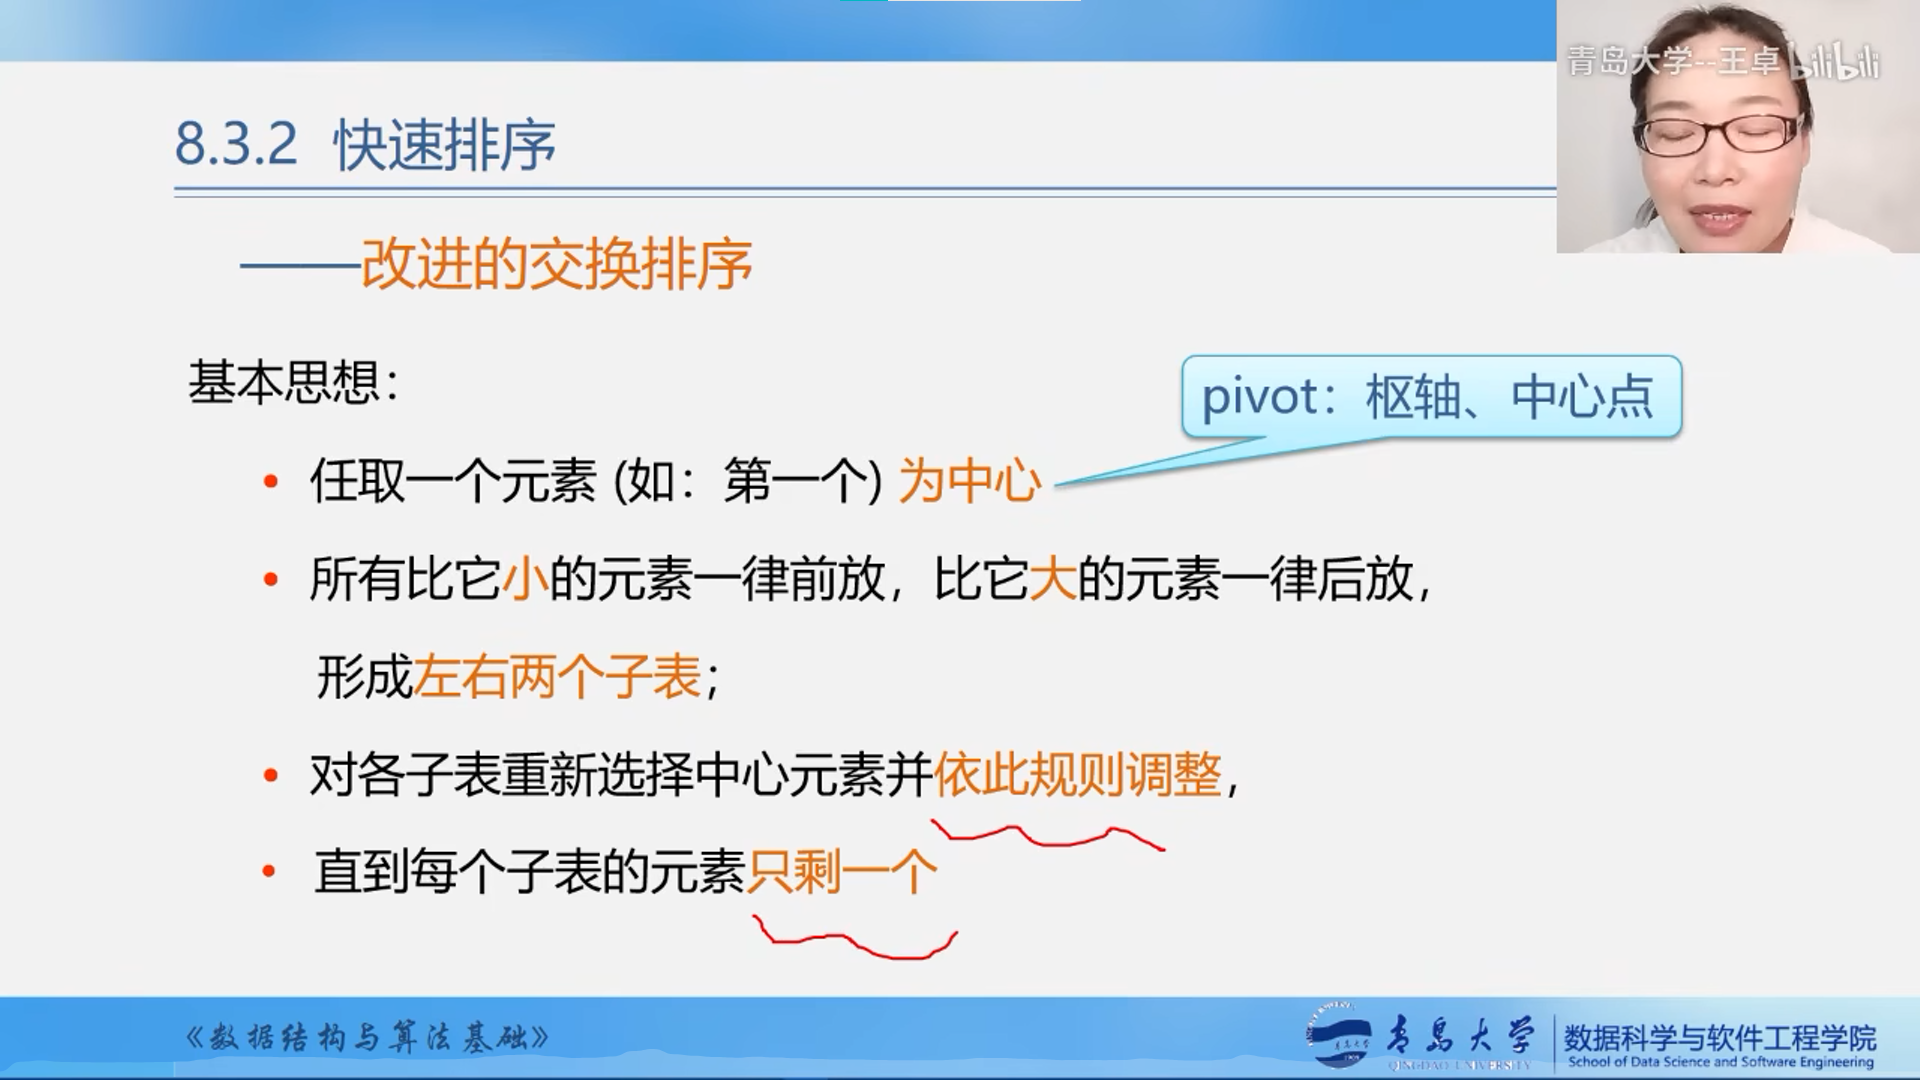 青岛大学--王卓 bilibili
8.3.2 快速排序
——改进的交换排序
基本思想：
pivot：枢轴、中心点
• 任取一个元素 (如：第一个) 为中心
• 所有比它小的元素一律前放，比它大的元素一律后放，
形成左右两个子表；
• 对各子表重新选择中心元素并依此规则调整，
• 直到每个子表的元素只剩一个
《数据结构与算法基础》
青岛大学
QINGDAO UNIVERSITY
数据科学与软件工程学院
School of Data Science and Software Engineering